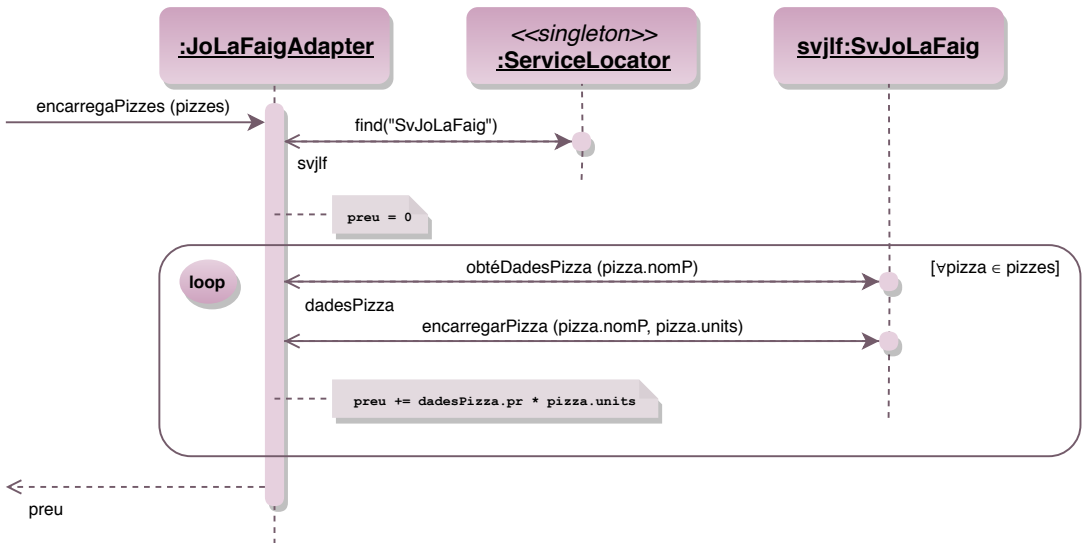 :JoLaFaigAdapter
<<singleton>>
:ServiceLocator
svjlf:SvJoLaFaig
encarregaPizzes (pizzes)
find("SvJoLaFaig")
svjlf
preu = 0
loop
obtéDadesPizza (pizza.nomP)
[∀pizza ∈ pizzes]
dadesPizza
encarregarPizza (pizza.nomP, pizza.units)
preu += dadesPizza.pr * pizza.units
preu